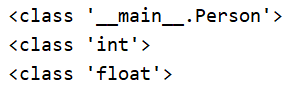 <class '__main__.Person'>
<class 'int'>
<class 'float'>